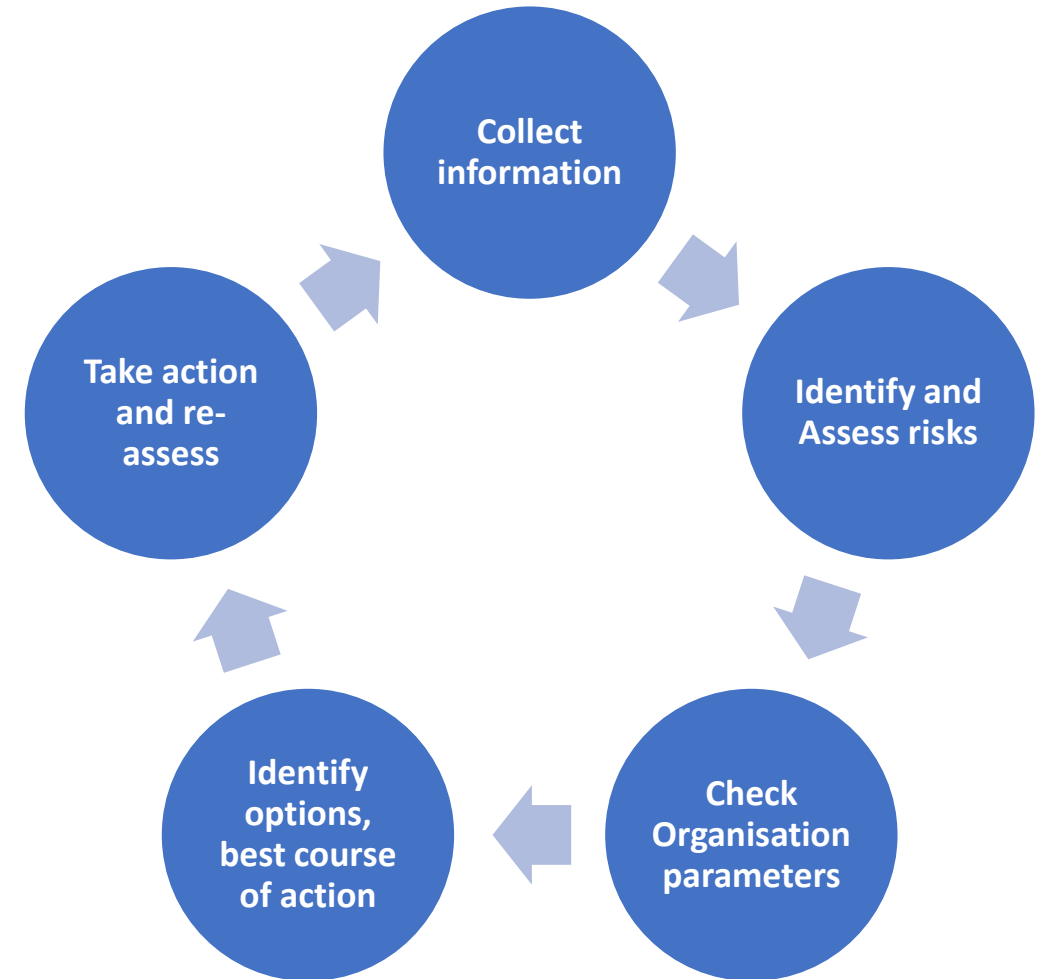 Collect
information
Identify and
Assess risks
Check
Organisation
parameters
Identify
options,
best course
of action
Take action
and re-
assess